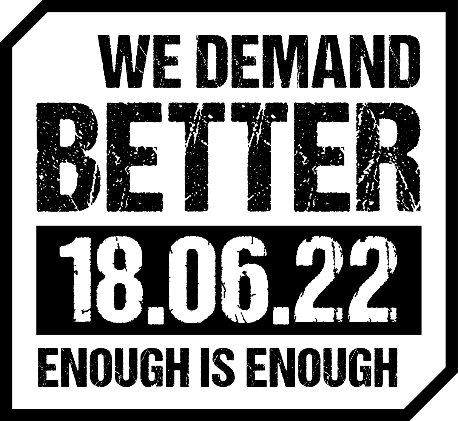 WE DEMAND
BETTER
18.06.22
ENOUGH IS ENOUGH